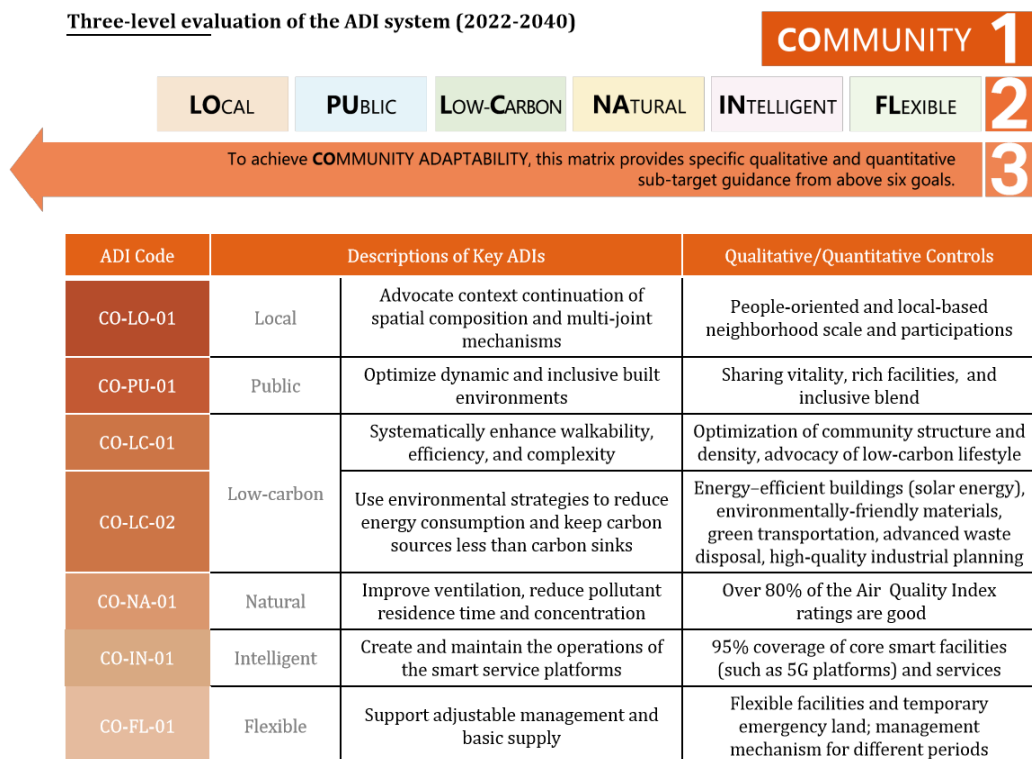 Three-level evaluation of the ADI system (2022-2040)
COMMUNITY 1
LOCAL PUBLIC LOW-CARBON NATURAL INTELLIGENT FLEXIBLE 2
To achieve COMMUNITY ADAPTABILITY, this matrix provides specific qualitative and quantitative
sub-target guidance from above six goals.
3
ADI Code Descriptions of Key ADIs Qualitative/Quantitative Controls
CO-LO-01
Local
Advocate context continuation of
spatial composition and multi-joint
mechanisms
People-oriented and local-based
neighborhood scale and participations
CO-PU-01
Public
Optimize dynamic and inclusive built
environments
Sharing vitality, rich facilities, and
inclusive blend
CO-LC-01
Low-carbon
Systematically enhance walkability,
efficiency, and complexity
Optimization of community structure and
density, advocacy of low-carbon lifestyle
CO-LC-02
Use environmental strategies to reduce
energy consumption and keep carbon
sources less than carbon sinks
Energy–efficient buildings (solar energy),
environmentally-friendly materials,
green transportation, advanced waste
disposal, high-quality industrial planning
CO-NA-01
Natural
Improve ventilation, reduce pollutant
residence time and concentration
Over 80% of the Air Quality Index
ratings are good
CO-IN-01
Intelligent
Create and maintain the operations of
the smart service platforms
95% coverage of core smart facilities
(such as 5G platforms) and services
CO-FL-01
Flexible
Support adjustable management and
basic supply
Flexible facilities and temporary
emergency land; management
mechanism for different periods